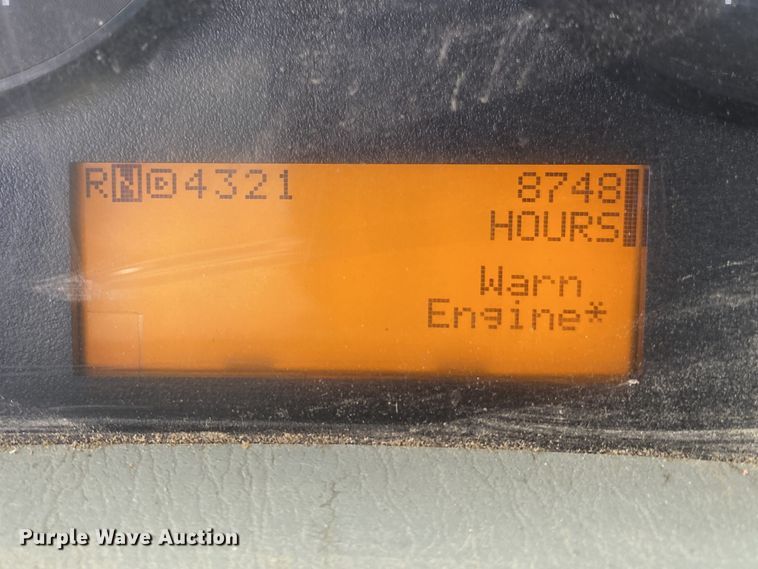 RND4321 8748
HOURS
Warn
Engine*
Purple Wave Auction